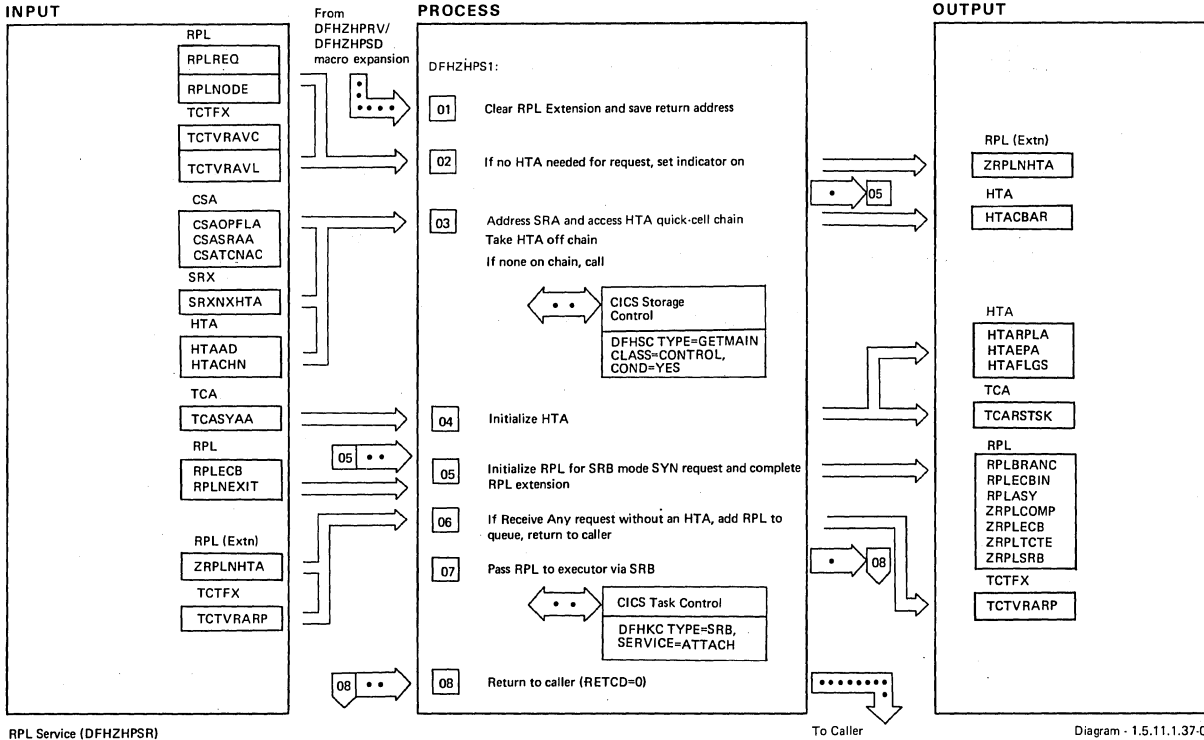 INPUT
RPL
RPLREQ
RPLNODE
TCTFX
TCTVRAVC
TCTVRAVL
CSA
CSAOPFLA
CSASRAA
CSATCNAC
SRX
SRXNXHTA
HTA
HTAAD
HTACHN
TCA
TCASYAA
RPL
RPLECB
RPLNEXIT
RPL (Extn)
ZRPLNHTA
TCTFX
TCTVRARP
From
DFHZHPRV/
DFHZHPSD
macro expansion
PROCESS
DFHZHPS1:
01 Clear RPL Extension and save return address
02 If no HTA needed for request, set indicator on
05
03 Address SRA and access HTA quick-cell chain
Take HTA off chain
If none on chain, call
CICS Storage
Control
DFHSC TYPE=GETMAIN
CLASS=CONTROL,
COND=YES
04 Initialize HTA
05
05 Initialize RPL for SRB mode SYN request and complete
RPL extension
06 If Receive Any request without an HTA, add RPL to
queue, return to caller
08
07 Pass RPL to executor via SRB
CICS Task Control
DFHKC TYPE=SRB,
SERVICE=ATTACH
08
08 Return to caller (RETCD=0)
To Caller
OUTPUT
RPL (Extn)
ZRPLNHTA
HTA
HTACBAR
HTA
HTARPLA
HTAEPA
HTAFLGS
TCA
TCARSTSK
RPL
RPLBRANC
RPLECBIN
RPLASY
ZRPLCOMP
ZRPLECB
ZRPLTCTE
ZRPLSRB
TCTFX
TCTVRARP
RPL Service (DFHZHPSR)
Diagram - 1.5.11.1.37-0